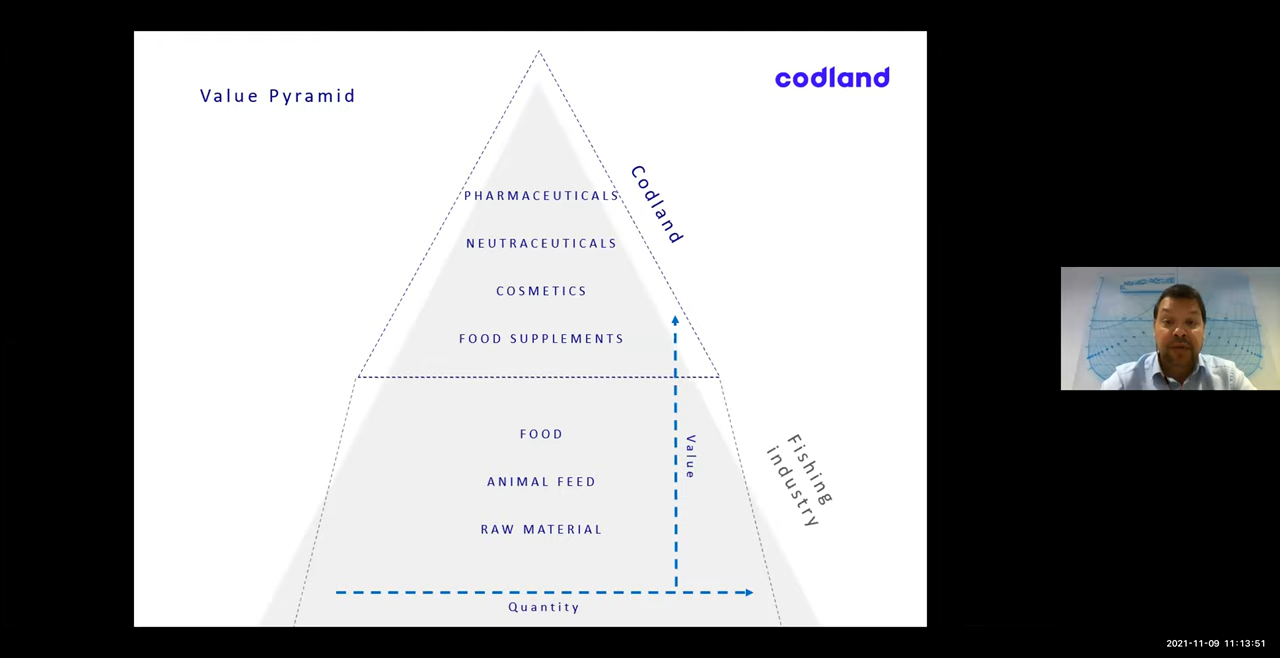 Value Pyramid
codland
PHARMACEUTICALS
Codland
NEUTRACEUTICALS
COSMETICS
FOOD SUPPLEMENTS
FOOD
Value
Fishing
industry
ANIMAL FEED
RAW MATERIAL
Quantity
2021-11-09 11:13:51